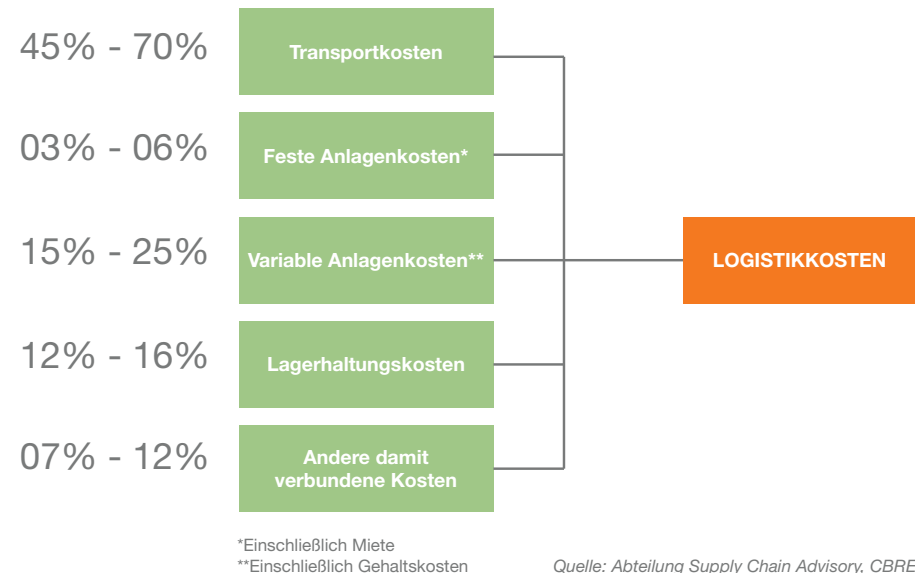 45% - 70%
Transportkosten
03% - 06%
Feste Anlagenkosten*
15% - 25%
Variable Anlagenkosten**
LOGISTIKKOSTEN
12% - 16%
Lagerhaltungskosten
07% - 12%
Andere damit
verbundene Kosten
*Einschließlich Miete
**Einschließlich Gehaltskosten
Quelle: Abteilung Supply Chain Advisory, CBRE